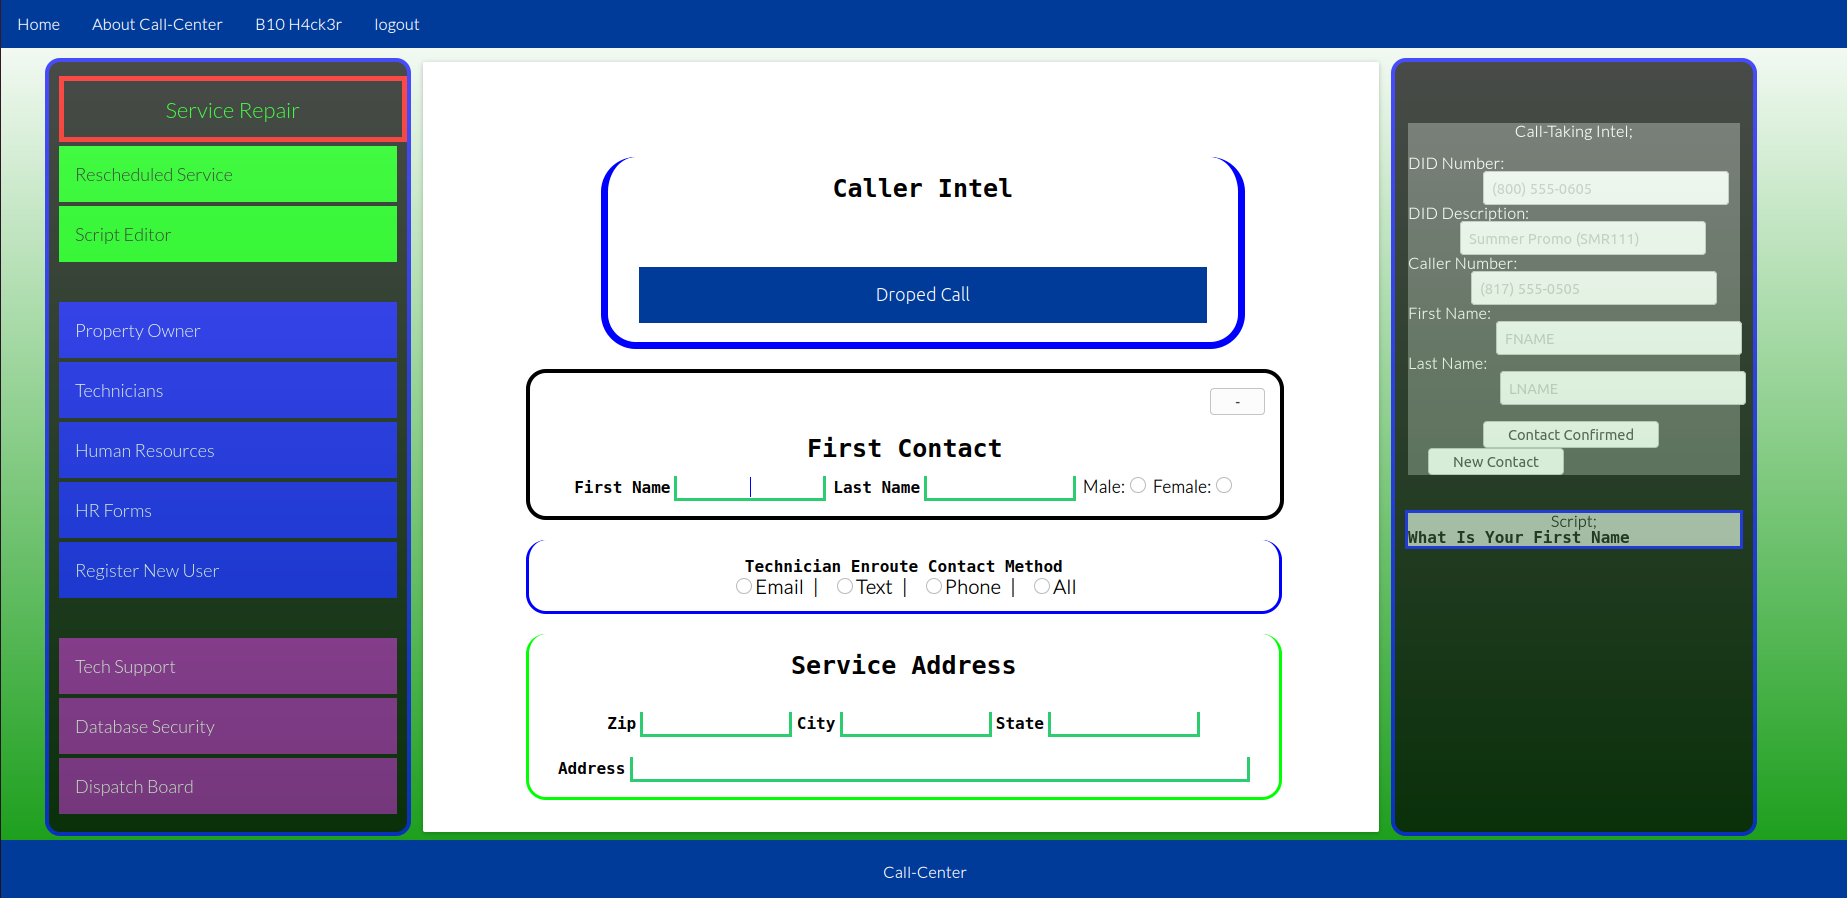 Home About Call-Center B10 H4ck3r logout
Service Repair
Rescheduled Service
Script Editor
Property Owner
Technicians
Human Resources
HR Forms
Register New User
Tech Support
Database Security
Dispatch Board
Caller Intel
Droped Call
-
First Contact
First Name Last Name Male: Female:
Technician Enroute Contact Method
Email | Text | Phone | All
Service Address
Zip City State
Address
Call-Taking Intel;
DID Number:
(800) 555-0605
DID Description:
Summer Promo (SMR111)
Caller Number:
(817) 555-0505
First Name:
FNAME
Last Name:
LNAME
Contact Confirmed
New Contact
Script;
What Is Your First Name
Call-Center